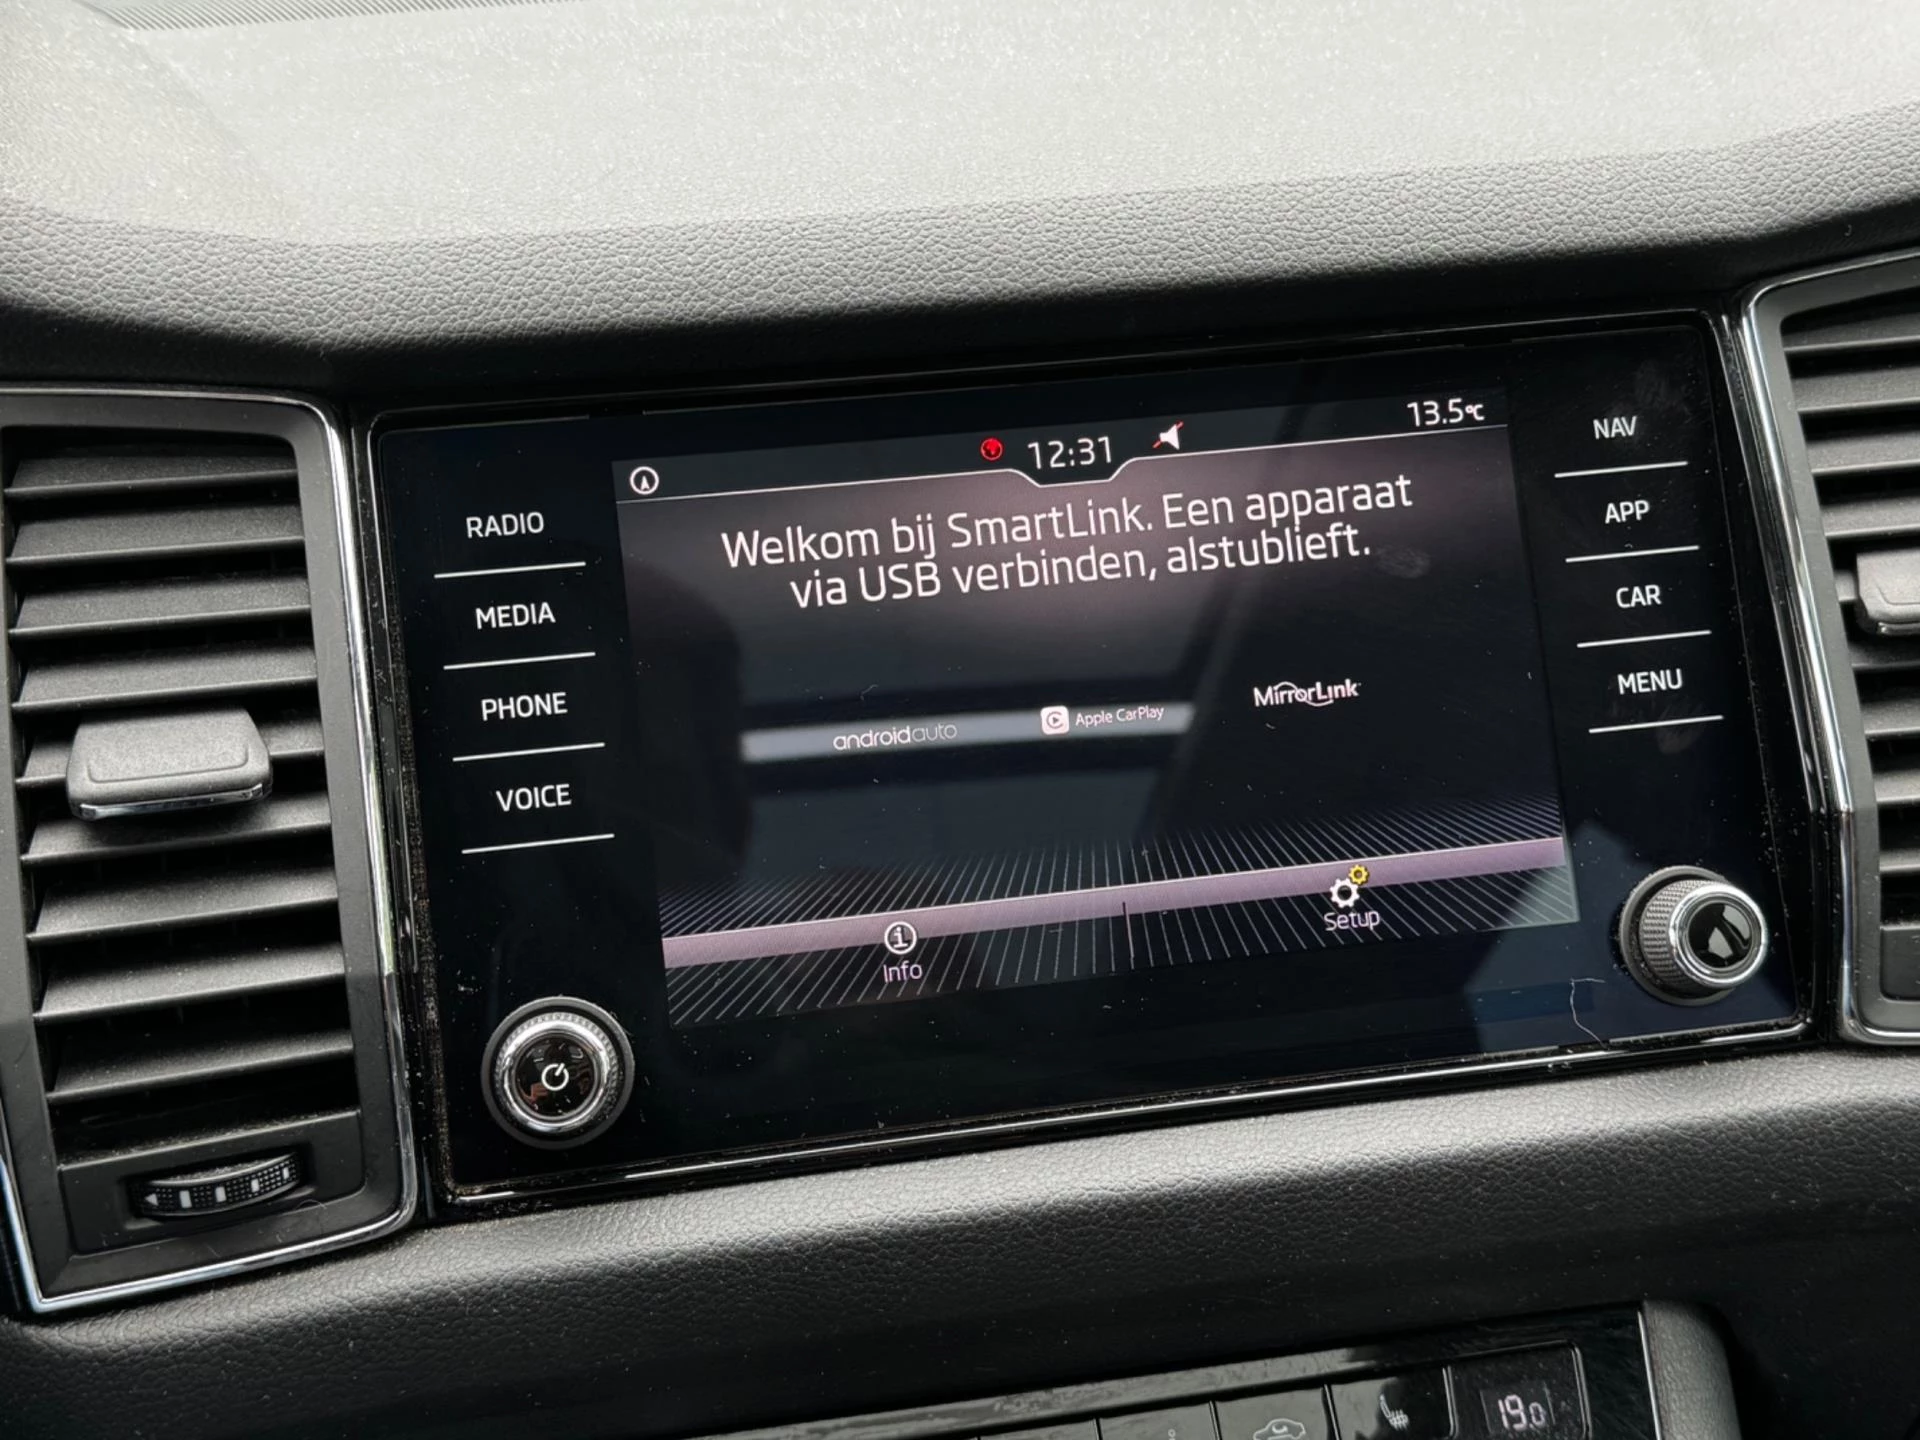 12:31
13.5°C
RADIO
MEDIA
PHONE
VOICE
Welkom bij SmartLink. Een apparaat
via USB verbinden, alstublieft.
androidauto
Apple CarPlay
MirrorLink
Info
Setup
NAV
APP
CAR
MENU
19.0